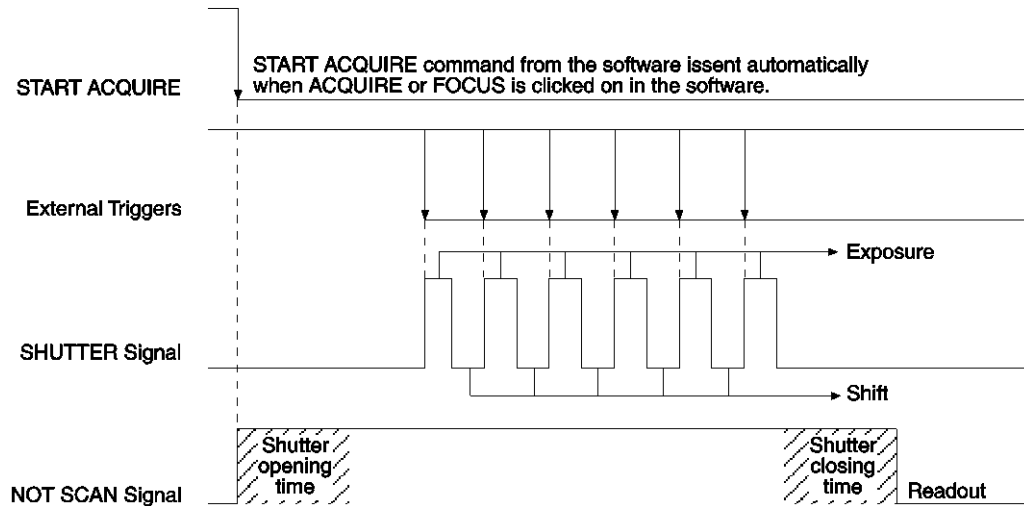 START ACQUIRE command from the software issent automatically
when ACQUIRE or FOCUS is clicked on in the software.
START ACQUIRE
External Triggers
Exposure
SHUTTER Signal
Shift
Shutter
opening
time
Shutter
closing
time
NOT SCAN Signal
Readout